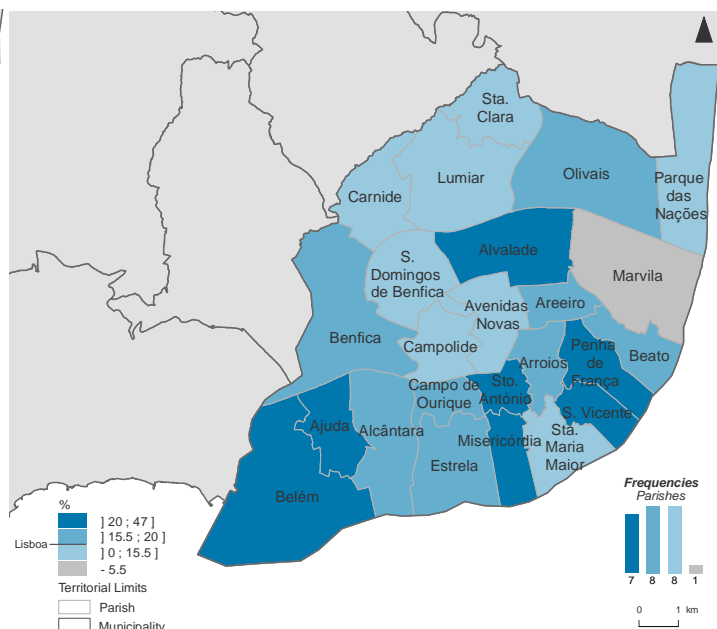 Sta.
Clara
Olivais
Parque
das
Nações
Lumiar
Carnide
Alvalade
S.
Domingos
de Benfica
Marvila
Avenidas
Novas
Areeiro
Benfica
Campolide
Penha
de
França
Beato
Arroios
Campo de
Ourique
Sto.
António
S. Vicente
Ajuda
Alcântara
Misericórdia
Sta.
Maria
Maior
Estrela
Belém
%
] 20 ; 47 ]
] 15.5 ; 20 ]
Lisboa
] 0 ; 15.5 ]
- 5.5
Territorial Limits
Parish
Municipality
Frequencies
Parishes
7 8 8 1
0 1 km